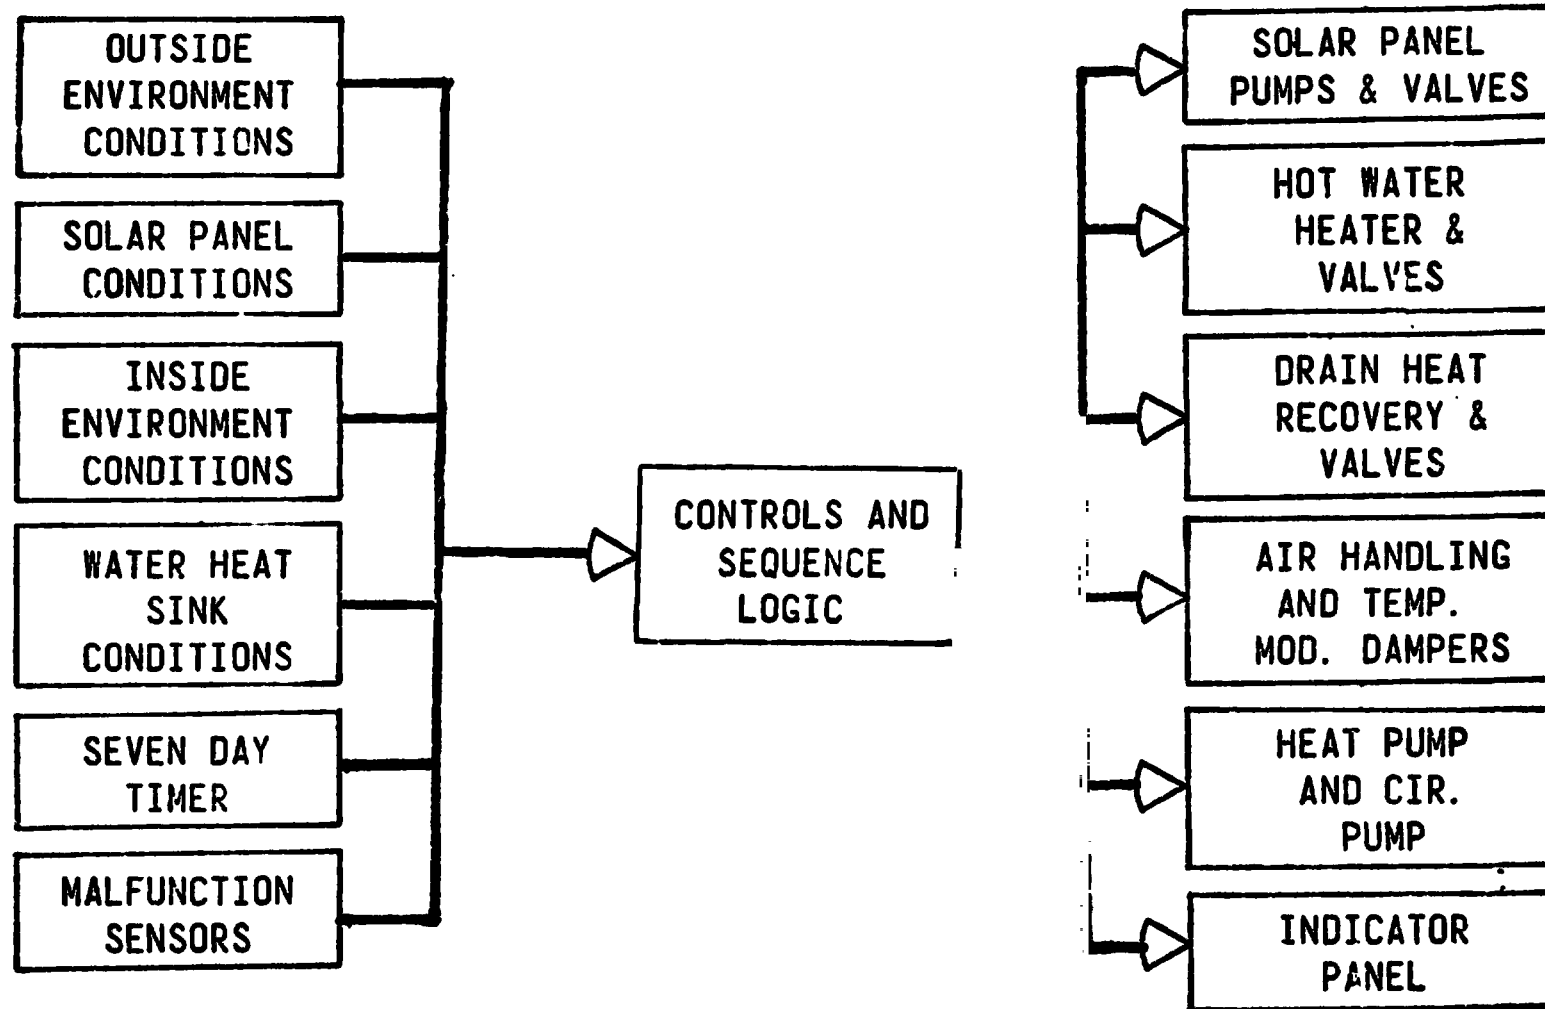 OUTSIDE
ENVIRONMENT
CONDITIONS
SOLAR PANEL
CONDITIONS
INSIDE
ENVIRONMENT
CONDITIONS
WATER HEAT
SINK
CONDITIONS
SEVEN DAY
TIMER
MALFUNCTION
SENSORS
CONTROLS AND
SEQUENCE
LOGIC
SOLAR PANEL
PUMPS & VALVES
HOT WATER
HEATER &
VALVES
DRAIN HEAT
RECOVERY &
VALVES
AIR HANDLING
AND TEMP.
MOD. DAMPERS
HEAT PUMP
AND CIR.
PUMP
INDICATOR
PANEL